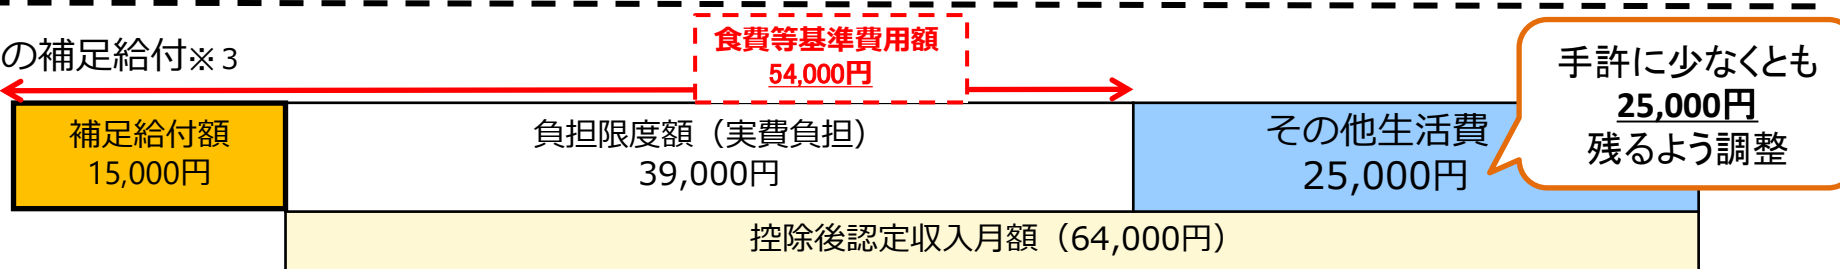 の補足給付※3
食費等基準費用額
54,000円
手許に少なくとも
25,000円
残るよう調整
補足給付額
15,000円
負担限度額（実費負担）
39,000円
その他生活費
25,000円
控除後認定収入月額（64,000円）